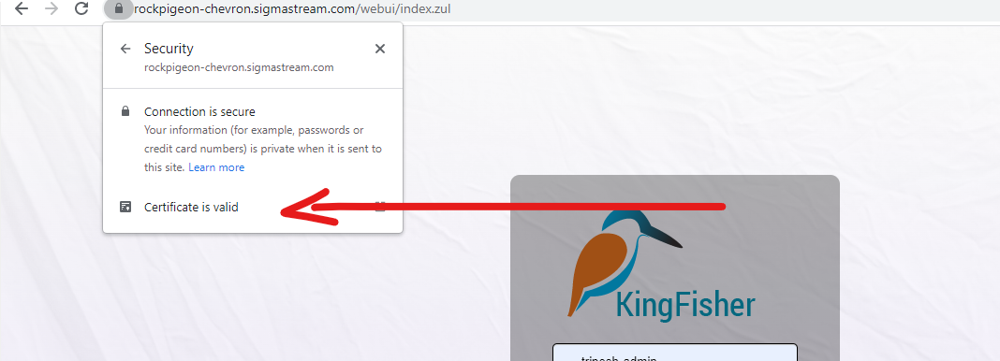 rockpigeon-chevron.sigmastream.com/webui/index.zul
Security
rockpigeon-chevron.sigmastream.com
Connection is secure
Your information (for example, passwords or
credit card numbers) is private when it is sent to
this site. Learn more
Certificate is valid
KingFisher